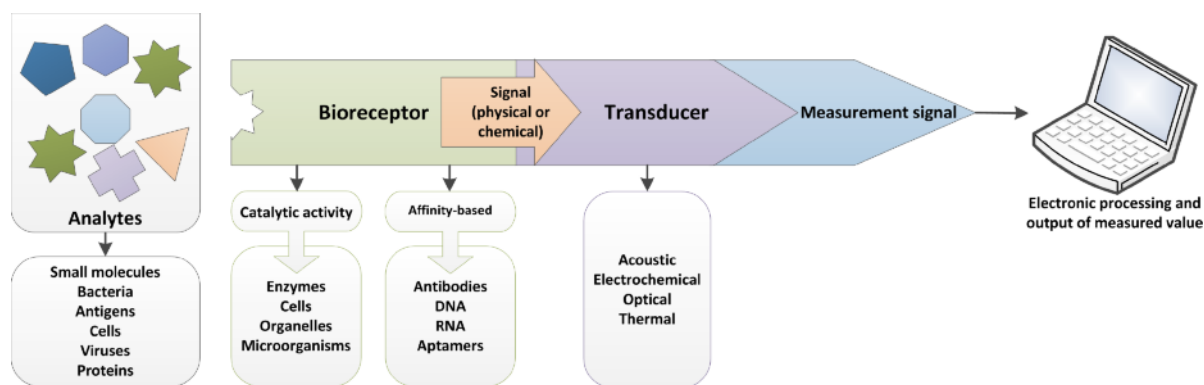 Analytes
Small molecules
Bacteria
Antigens
Cells
Viruses
Proteins
Bioreceptor
Signal
(physical or
chemical)
Transducer
Measurement signal
Catalytic activity
Enzymes
Cells
Organelles
Microorganisms
Affinity-based
Antibodies
DNA
RNA
Aptamers
Acoustic
Electrochemical
Optical
Thermal
Electronic processing and
output of measured value